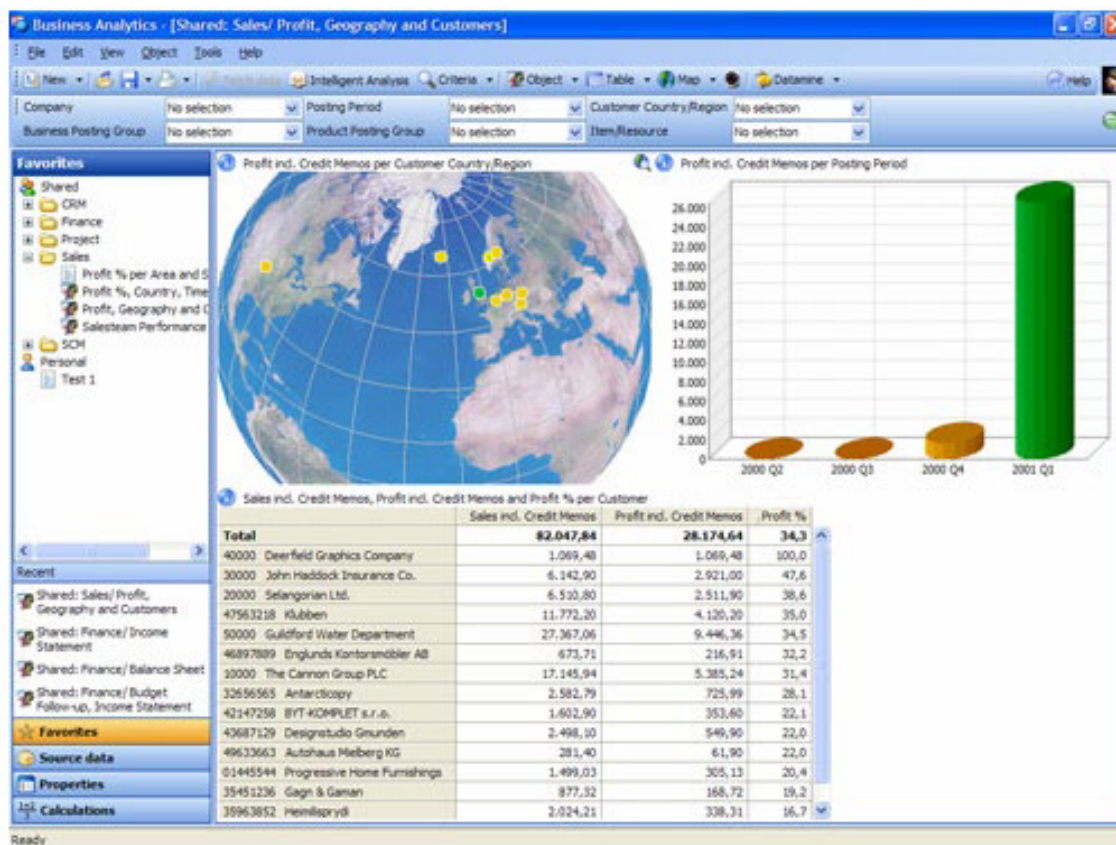 Business Analytics - [Shared: Sales/ Profit, Geography and Customers]
File Edit View Object Tools Help
New Intelligent Analysis Criteria Object Table Map Datamine Help
Company No selection Posting Period No selection Customer Country/Region No selection
Business Posting Group No selection Product Posting Group No selection Item/Resource No selection
Favorites
Shared
CRM
Finance
Project
Sales
Profit % per Area and S
Profit %, Country, Time
Profit, Geography and C
Salesteam Performance
SCM
Personal
Test 1
Recent
Shared: Sales/ Profit,
Geography and Customers
Shared: Finance/ Income
Statement
Shared: Finance/ Balance Sheet
Shared: Finance/ Budget
Follow-up, Income Statement
Favorites
Source data
Properties
Calculations
Ready
Profit incl. Credit Memos per Customer Country/Region
Profit incl. Credit Memos per Posting Period
26.000
24.000
22.000
20.000
18.000
16.000
14.000
12.000
10.000
8.000
6.000
4.000
2.000
0
2000 Q2 2000 Q3 2000 Q4 2001 Q1
Sales incl. Credit Memos, Profit incl. Credit Memos and Profit % per Customer
Sales incl. Credit Memos Profit incl. Credit Memos Profit %
Total 82.047,84 28.174,64 34,3
40000 Deerfield Graphics Company 1.069,48 1.069,48 100,0
30000 John Haddock Insurance Co. 6.142,90 2.921,00 47,6
20000 Selangorian Ltd. 6.510,80 2.511,90 38,6
47563218 Klubben 11.772,20 4.120,20 35,0
50000 Guildford Water Department 27.367,06 9.446,36 34,5
46897889 Englunds Kontorsmöbler AB 673,71 216,91 32,2
10000 The Cannon Group PLC 17.145,94 5.385,24 31,4
32656565 Antarcticopy 2.582,79 725,99 28,1
42147258 BYT-KOMPLET s.r.o. 1.602,90 353,60 22,1
43687129 Designstudio Gmunden 2.498,10 549,90 22,0
49633663 Autohaus Mielberg KG 281,40 61,90 22,0
01445544 Progressive Home Furnishings 1.499,03 305,13 20,4
35451236 Gagn & Gaman 877,32 168,72 19,2
35963852 Heimilisprydi 2.024,21 338,31 16,7